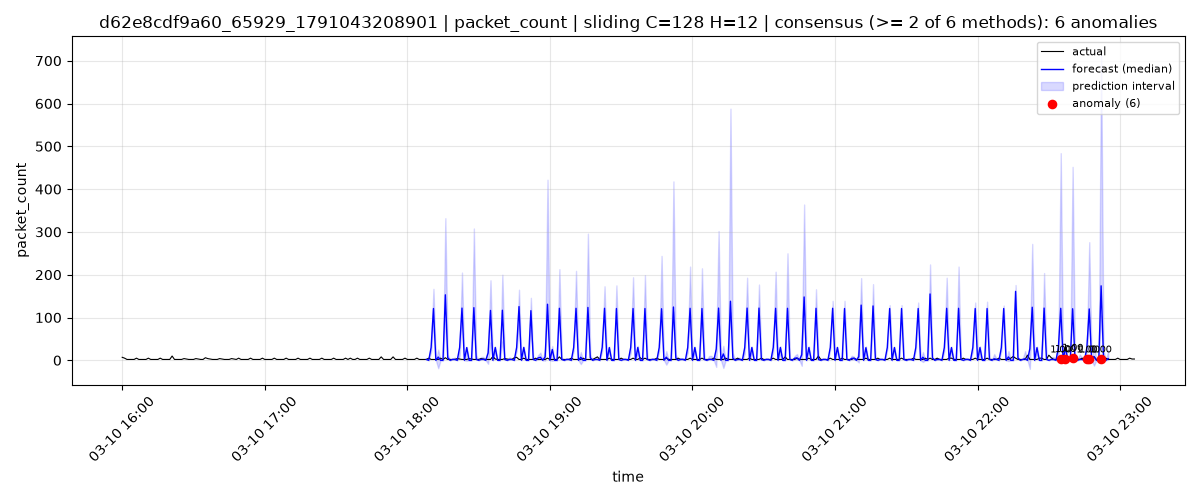 d62e8cdf9a60_65929_1791043208901 | packet_count | sliding C=128 H=12 | consensus (>= 2 of 6 methods): 6 anomalies
actual
forecast (median)
prediction interval
anomaly (6)
packet_count
700
600
500
400
300
200
100
0
03-10 16:00
03-10 17:00
03-10 18:00
03-10 19:00
03-10 20:00
03-10 21:00
03-10 22:00
03-10 23:00
time